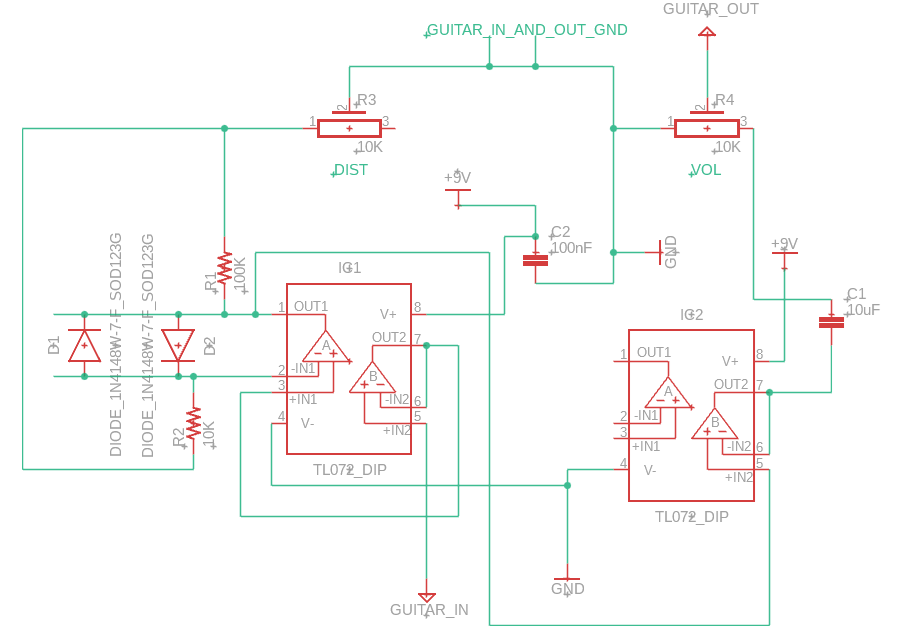 GUITAR_OUT
GUITAR_IN_AND_OUT_GND
R3
2
1
3
10K
DIST
R4
2
1
3
10K
VOL
+9V
C2
100nF
GND
+9V
C1
10uF
R1
100K
D1
DIODE_1N4148W-7-F_SOD123G
DIODE_1N4148W-7-F_SOD123G
D2
R2
10K
IC1
1
OUT1
V+
8
A
OUT2
7
2
-IN1
B
3
+IN1
-IN2
6
4
V-
+IN2
5
TL072_DIP
IC2
1
OUT1
V+
8
A
OUT2
7
2
-IN1
B
3
+IN1
-IN2
6
4
V-
+IN2
5
TL072_DIP
GND
GUITAR_IN